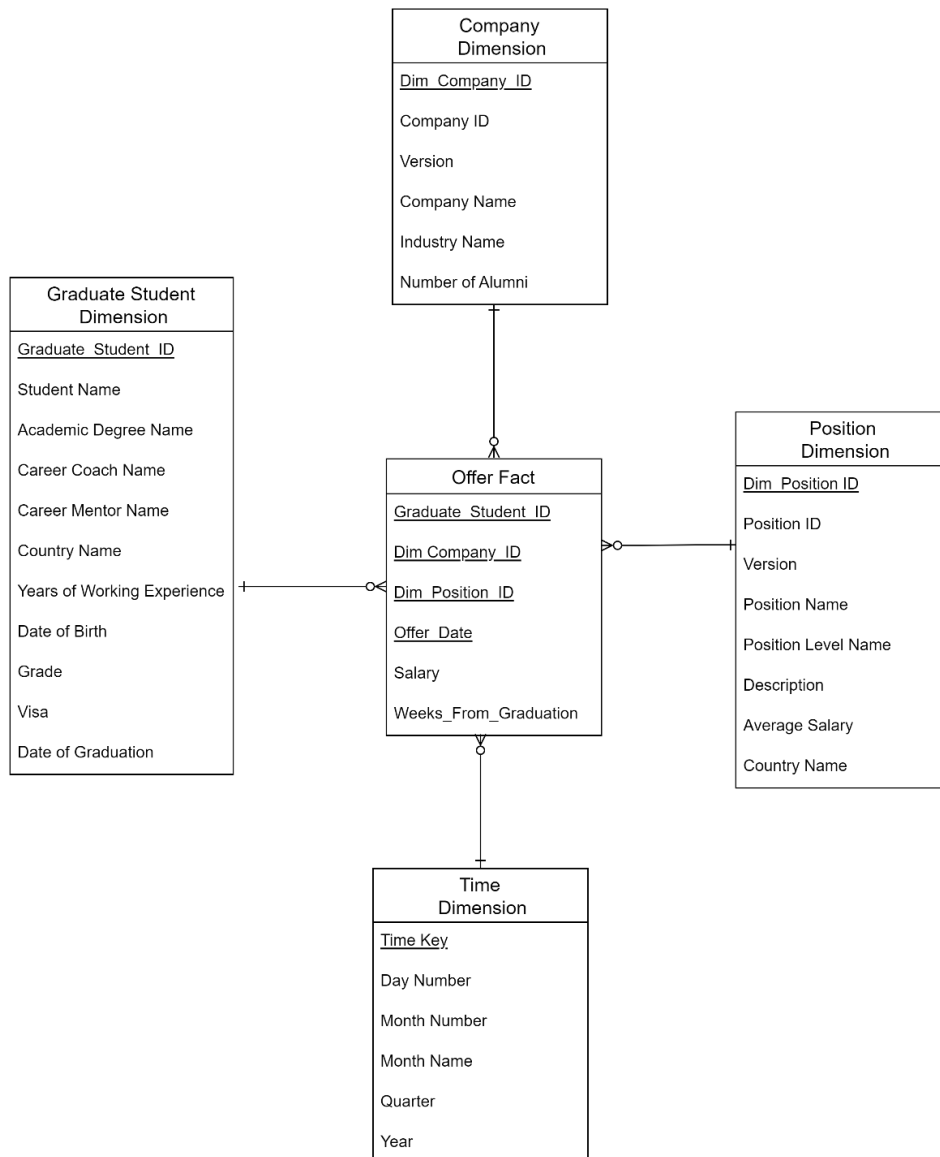 Company
Dimension
Dim_Company_ID
Company ID
Version
Company Name
Industry Name
Number of Alumni
Graduate Student
Dimension
Graduate_Student_ID
Student Name
Academic Degree Name
Career Coach Name
Career Mentor Name
Country Name
Years of Working Experience
Date of Birth
Grade
Visa
Date of Graduation
Offer Fact
Graduate_Student_ID
Dim Company_ID
Dim_Position_ID
Offer_Date
Salary
Weeks_From_Graduation
Position
Dimension
Dim_Position ID
Position ID
Version
Position Name
Position Level Name
Description
Average Salary
Country Name
Time
Dimension
Time Key
Day Number
Month Number
Month Name
Quarter
Year